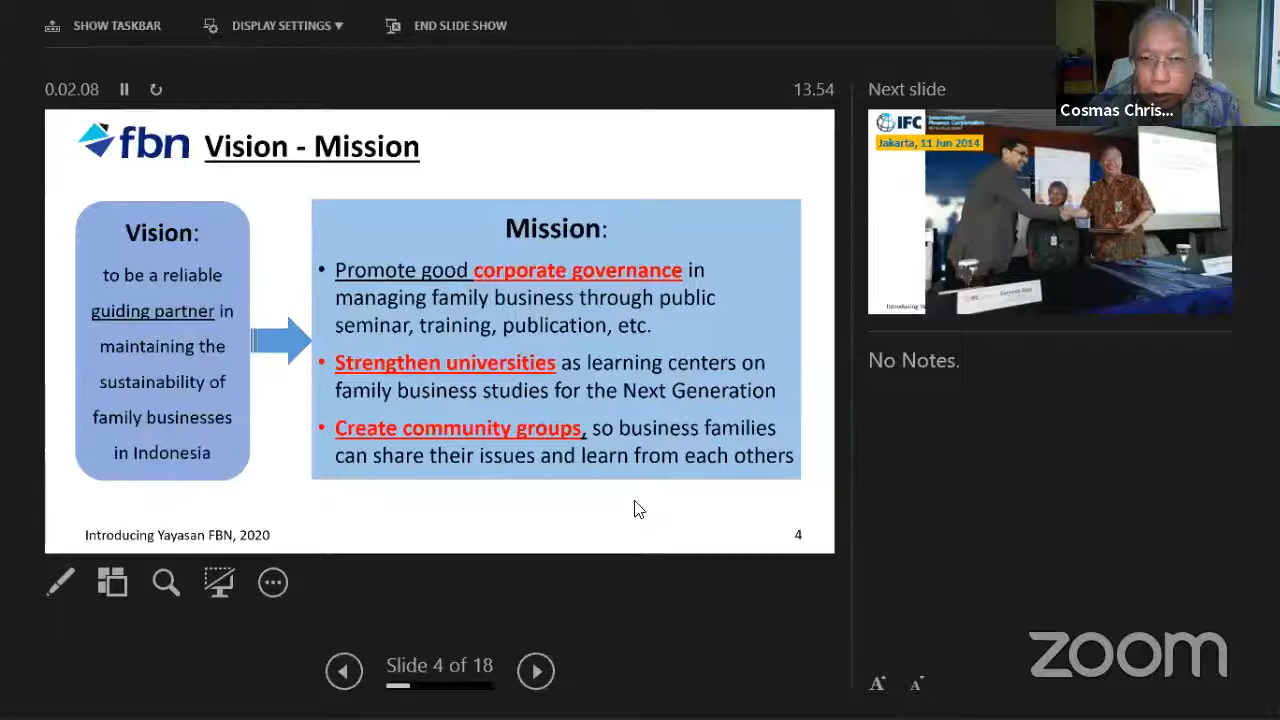 SHOW TASKBAR
DISPLAY SETTINGS ▼
END SLIDE SHOW
0.02.08
13.54
Next slide
Cosmas Chris...
fbn Vision - Mission
Vision:
to be a reliable
guiding partner in
maintaining the
sustainability of
family businesses
in Indonesia
Mission:
• Promote good corporate governance in
managing family business through public
seminar, training, publication, etc.
• Strengthen universities as learning centers on
family business studies for the Next Generation
• Create community groups, so business families
can share their issues and learn from each others
Introducing Yayasan FBN, 2020
4
IFC
International
Finance Corporation
Jakarta, 11 Jun 2014
Introducing Ya
No Notes.
Slide 4 of 18
A
A
zoom